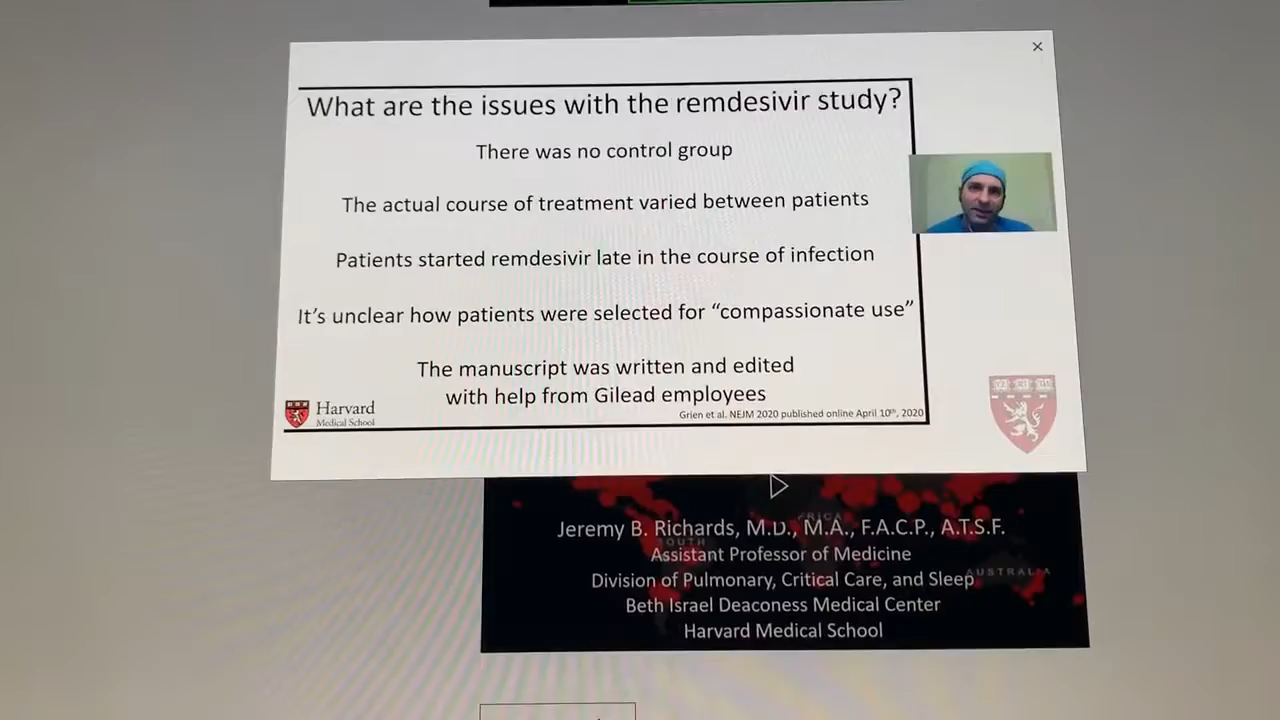 What are the issues with the remdesivir study?
There was no control group
The actual course of treatment varied between patients
Patients started remdesivir late in the course of infection
It's unclear how patients were selected for “compassionate use”
The manuscript was written and edited
with help from Gilead employees
Harvard
Medical School
Grien et al. NEJM 2020 published online April 10th, 2020
Jeremy B. Richards, M.D., M.A., F.A.C.P., A.T.S.F.
Assistant Professor of Medicine
Division of Pulmonary, Critical Care, and Sleep
AUSTRALIA
Beth Israel Deaconess Medical Center
Harvard Medical School